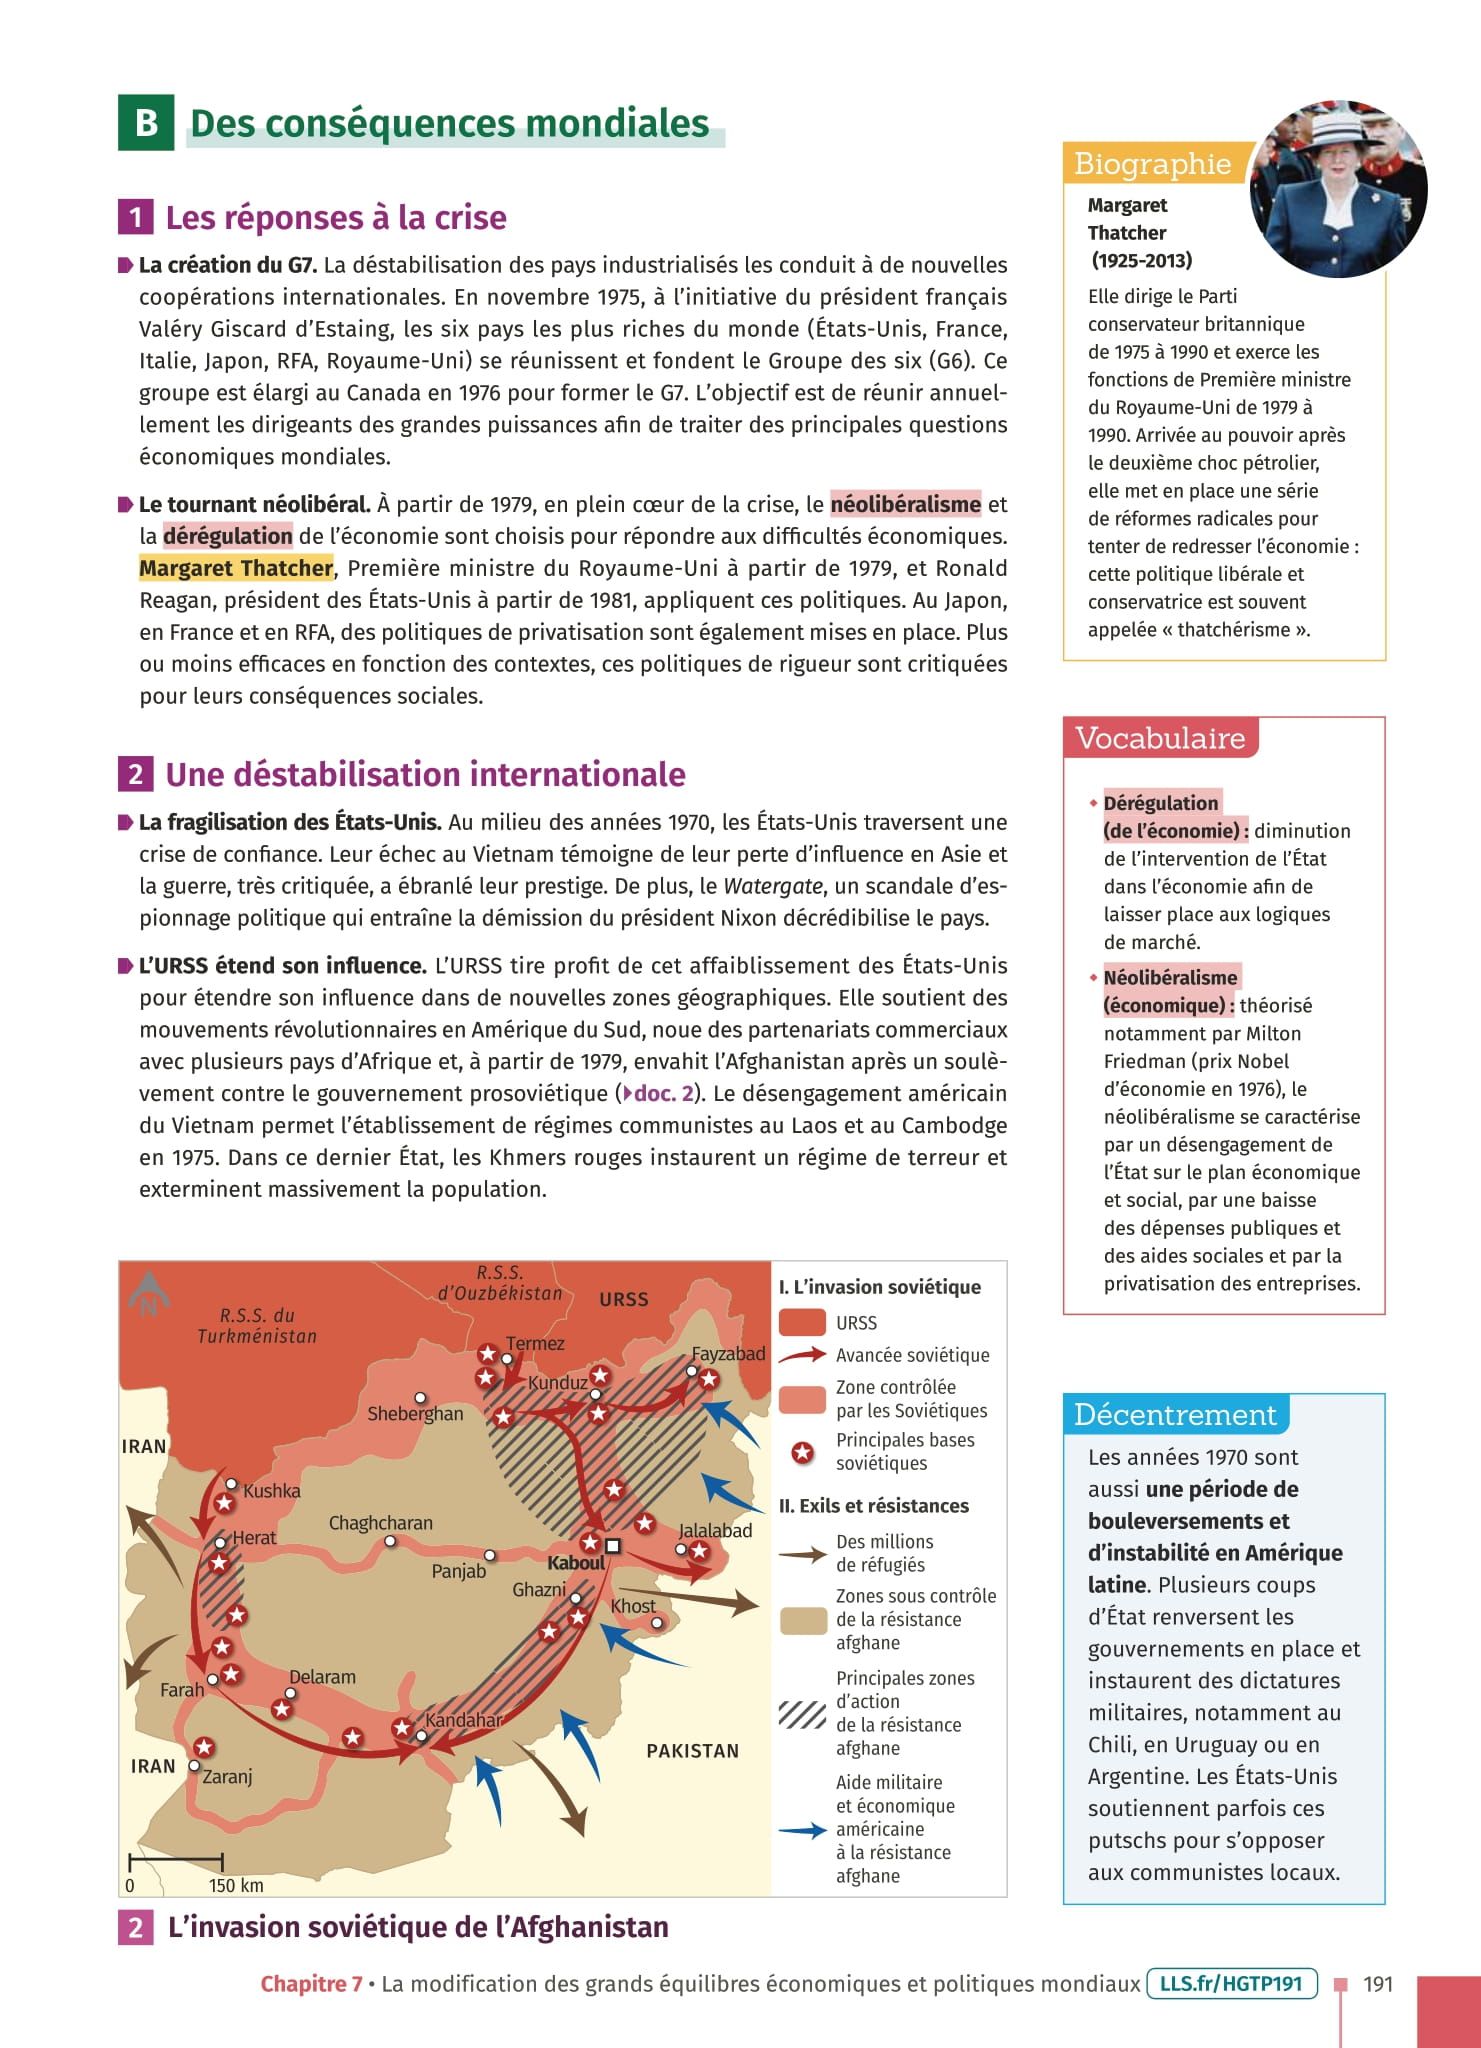 B Des conséquences mondiales
1 Les réponses à la crise
La création du G7. La déstabilisation des pays industrialisés les conduit à de nouvelles
coopérations internationales. En novembre 1975, à l’initiative du président français
Valéry Giscard d’Estaing, les six pays les plus riches du monde (États-Unis, France,
Italie, Japon, RFA, Royaume-Uni) se réunissent et fondent le Groupe des six (G6). Ce
groupe est élargi au Canada en 1976 pour former le G7. L’objectif est de réunir annuel-
lement les dirigeants des grandes puissances afin de traiter des principales questions
économiques mondiales.
Le tournant néolibéral. À partir de 1979, en plein cœur de la crise, le néolibéralisme et
la dérégulation de l’économie sont choisis pour répondre aux difficultés économiques.
Margaret Thatcher, Première ministre du Royaume-Uni à partir de 1979, et Ronald
Reagan, président des États-Unis à partir de 1981, appliquent ces politiques. Au Japon,
en France et en RFA, des politiques de privatisation sont également mises en place. Plus
ou moins efficaces en fonction des contextes, ces politiques de rigueur sont critiquées
pour leurs conséquences sociales.
2 Une déstabilisation internationale
La fragilisation des États-Unis. Au milieu des années 1970, les États-Unis traversent une
crise de confiance. Leur échec au Vietnam témoigne de leur perte d’influence en Asie et
la guerre, très critiquée, a ébranlé leur prestige. De plus, le Watergate, un scandale d’es-
pionnage politique qui entraîne la démission du président Nixon décrédibilise le pays.
L’URSS étend son influence. L’URSS tire profit de cet affaiblissement des États-Unis
pour étendre son influence dans de nouvelles zones géographiques. Elle soutient des
mouvements révolutionnaires en Amérique du Sud, noue des partenariats commerciaux
avec plusieurs pays d’Afrique et, à partir de 1979, envahit l’Afghanistan après un soulè-
vement contre le gouvernement prosoviétique (doc. 2). Le désengagement américain
du Vietnam permet l’établissement de régimes communistes au Laos et au Cambodge
en 1975. Dans ce dernier État, les Khmers rouges instaurent un régime de terreur et
exterminent massivement la population.
N
R.S.S. du
Turkménistan
R.S.S.
d’Ouzbékistan
URSS
Termez
Fayzabad
Kunduz
Sheberghan
IRAN
Kushka
Herat
Chaghcharan
Jalalabad
Panjab
Kaboul
Ghazni
Khost
Farah
Delaram
Kandahar
IRAN
Zaranj
PAKISTAN
0 150 km
I. L’invasion soviétique
URSS
Avancée soviétique
Zone contrôlée
par les Soviétiques
Principales bases
soviétiques
II. Exils et résistances
Des millions
de réfugiés
Zones sous contrôle
de la résistance
afghane
Principales zones
d’action
de la résistance
afghane
Aide militaire
et économique
américaine
à la résistance
afghane
2 L’invasion soviétique de l’Afghanistan
Biographie
Margaret
Thatcher
(1925-2013)
Elle dirige le Parti
conservateur britannique
de 1975 à 1990 et exerce les
fonctions de Première ministre
du Royaume-Uni de 1979 à
1990. Arrivée au pouvoir après
le deuxième choc pétrolier,
elle met en place une série
de réformes radicales pour
tenter de redresser l’économie :
cette politique libérale et
conservatrice est souvent
appelée « thatchérisme ».
Vocabulaire
Dérégulation
(de l’économie) : diminution
de l’intervention de l’État
dans l’économie afin de
laisser place aux logiques
de marché.
Néolibéralisme
(économique) : théorisé
notamment par Milton
Friedman (prix Nobel
d’économie en 1976), le
néolibéralisme se caractérise
par un désengagement de
l’État sur le plan économique
et social, par une baisse
des dépenses publiques et
des aides sociales et par la
privatisation des entreprises.
Décentrement
Les années 1970 sont
aussi une période de
bouleversements et
d’instabilité en Amérique
latine. Plusieurs coups
d’État renversent les
gouvernements en place et
instaurent des dictatures
militaires, notamment au
Chili, en Uruguay ou en
Argentine. Les États-Unis
soutiennent parfois ces
putschs pour s’opposer
aux communistes locaux.
Chapitre 7 • La modification des grands équilibres économiques et politiques mondiaux LLS.fr/HGTP191 191